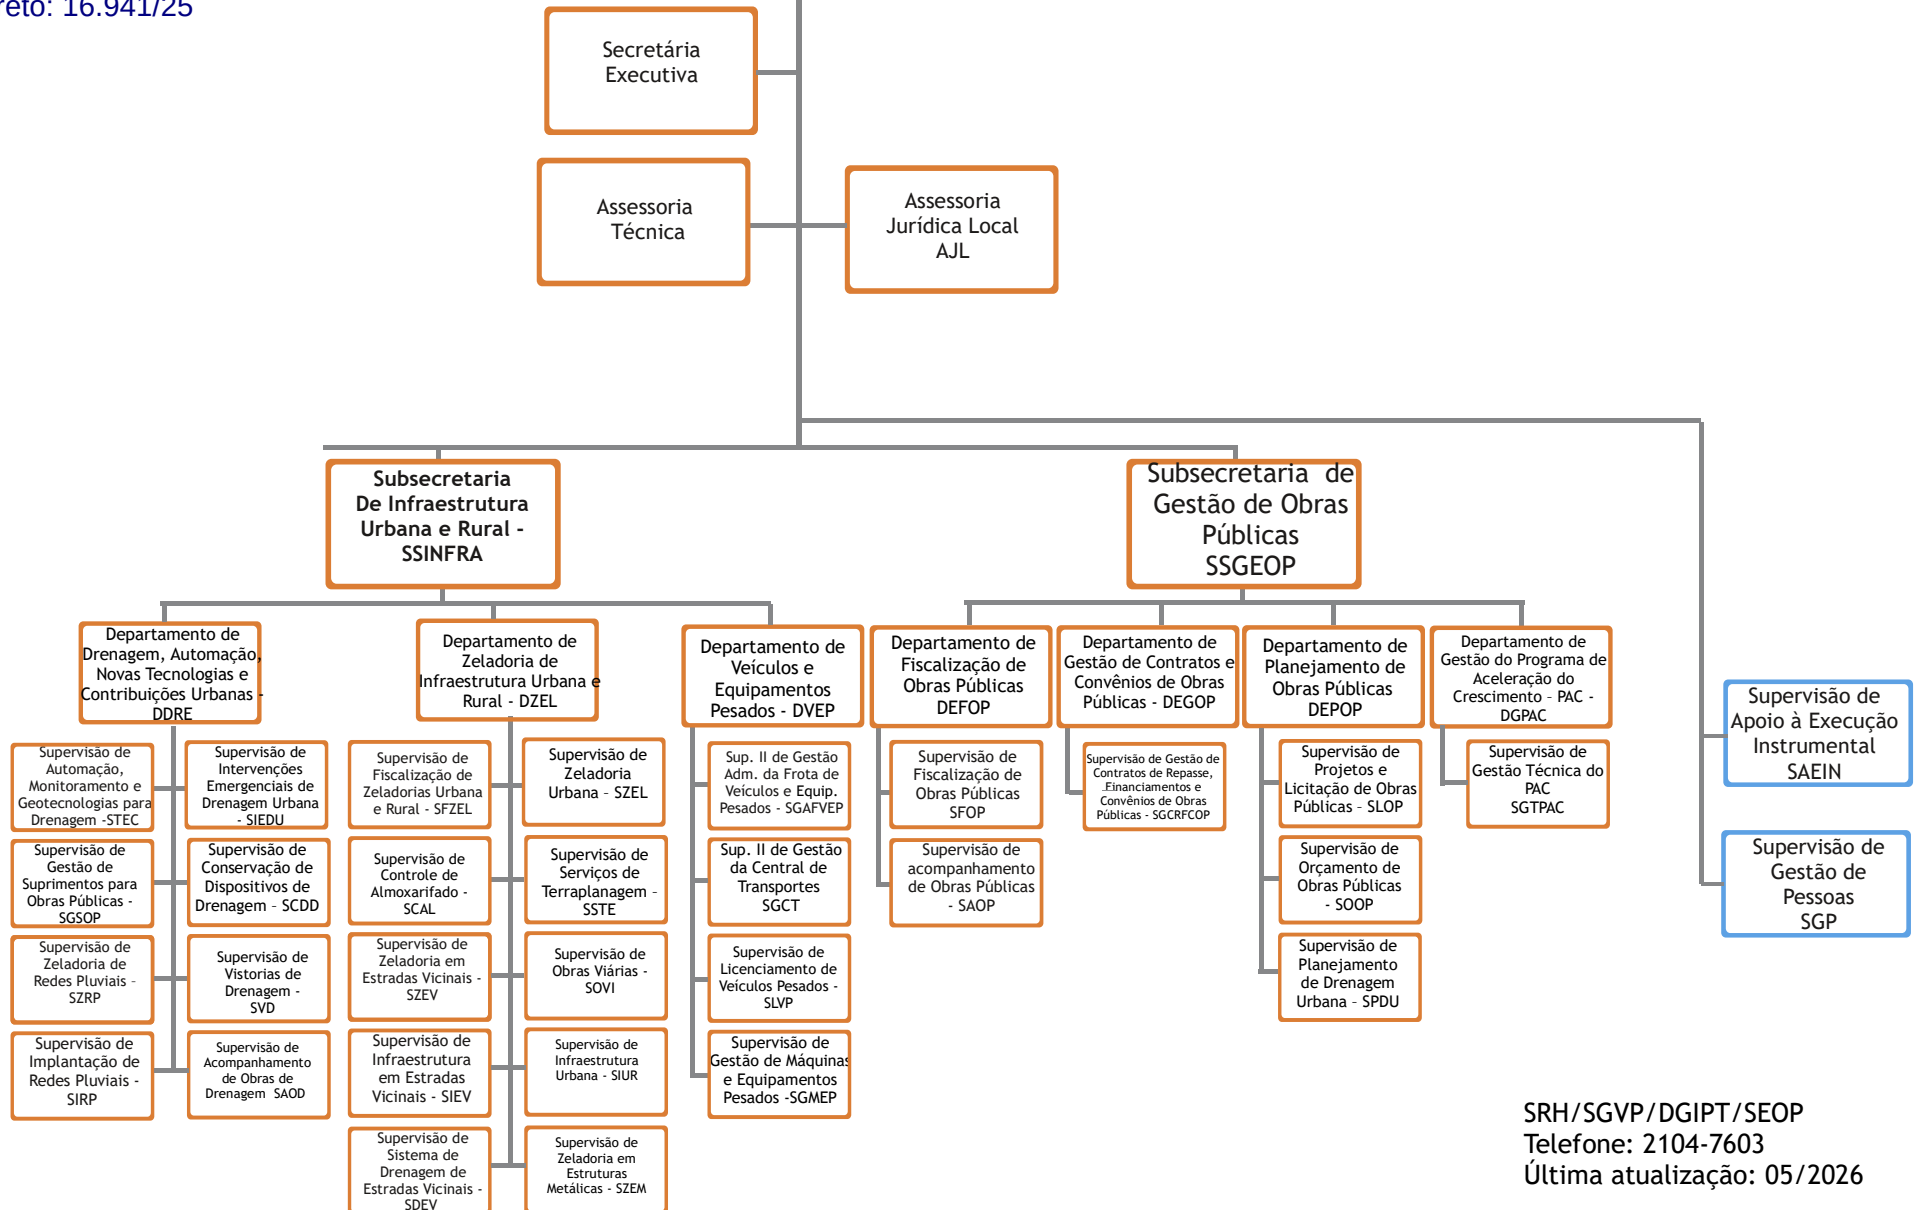 reto: 16.941/25
Secretária
Executiva
Assessoria
Técnica
Assessoria
Jurídica Local
AJL
Subsecretaria
De Infraestrutura
Urbana e Rural -
SSINFRA
Subsecretaria de
Gestão de Obras
Públicas
SSGEOP
Departamento de
Drenagem, Automação,
Novas Tecnologias e
Contribuições Urbanas -
DDRE
Departamento de
Zeladoria de
Infraestrutura Urbana e
Rural - DZEL
Departamento de
Veículos e
Equipamentos
Pesados - DVEP
Departamento de
Fiscalização de
Obras Públicas
DEFOP
Departamento de
Gestão de Contratos e
Convênios de Obras
Públicas - DEGOP
Departamento de
Planejamento de
Obras Públicas
DEPOP
Departamento de
Gestão do Programa de
Aceleração do
Crescimento - PAC -
DGPAC
Supervisão de
Apoio à Execução
Instrumental
SAEIN
Supervisão de
Gestão de
Pessoas
SGP
Supervisão de
Automação,
Monitoramento e
Geotecnologias para
Drenagem -STEC
Supervisão de
Intervenções
Emergenciais de
Drenagem Urbana
- SIEDU
Supervisão de
Gestão de
Suprimentos para
Obras Públicas -
SGSOP
Supervisão de
Conservação de
Dispositivos de
Drenagem – SCDD
Supervisão de
Zeladoria de
Redes Pluviais –
SZRP
Supervisão de
Vistorias de
Drenagem -
SVD
Supervisão de
Implantação de
Redes Pluviais -
SIRP
Supervisão de
Acompanhamento
de Obras de
Drenagem SAOD
Supervisão de
Fiscalização de
Zeladorias Urbana
e Rural - SFZEL
Supervisão de
Zeladoria
Urbana – SZEL
Supervisão de
Controle de
Almoxarifado -
SCAL
Supervisão de
Serviços de
Terraplanagem –
SSTE
Supervisão de
Zeladoria em
Estradas Vicinais -
SZEV
Supervisão de
Obras Viárias -
SOVI
Supervisão de
Infraestrutura
em Estradas
Vicinais - SIEV
Supervisão de
Infraestrutura
Urbana - SIUR
Supervisão de
Sistema de
Drenagem de
Estradas Vicinais -
SDEV
Supervisão de
Zeladoria em
Estruturas
Metálicas - SZEM
Sup. II de Gestão
Adm. da Frota de
Veículos e Equip.
Pesados - SGAFVEP
Sup. II de Gestão
da Central de
Transportes
SGCT
Supervisão de
Licenciamento de
Veículos Pesados -
SLVP
Supervisão de
Gestão de Máquinas
e Equipamentos
Pesados -SGMEP
Supervisão de
Fiscalização de
Obras Públicas
SFOP
Supervisão de
acompanhamento
de Obras Públicas
- SAOP
Supervisão de Gestão de
Contratos de Repasse,
Financiamentos e
Convênios de Obras
Públicas - SGCRFCOP
Supervisão de
Projetos e
Licitação de Obras
Públicas – SLOP
Supervisão de
Orçamento de
Obras Públicas
- SOOP
Supervisão de
Planejamento
de Drenagem
Urbana – SPDU
Supervisão de
Gestão Técnica do
PAC
SGTPAC
SRH/SGVP/DGIPT/SEOP
Telefone: 2104-7603
Última atualização: 05/2026